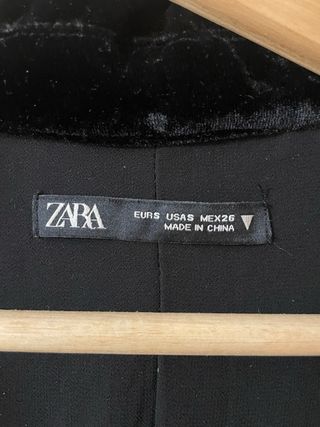 ZARA
EUR S USA S MEX 26
MADE IN CHINA